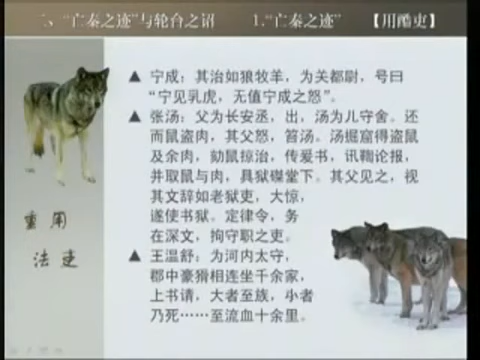 二、“亡秦之迹”与轮台之诏 1.“亡秦之迹” 【用酷吏】
▲ 宁成：其治如狼牧羊，为关都尉，号曰
“宁见乳虎，无值宁成之怒”。
▲ 张汤：父为长安丞，出，汤为儿守舍。还
而鼠盗肉，其父怒，笞汤。汤掘窟得盗鼠
及余肉，劾鼠掠治，传爰书，讯鞫论报，
并取鼠与肉，具狱磔堂下。其父见之，视
其文辞如老狱吏，大惊，
遂使书狱。定律令，务
在深文，拘守职之吏。
▲ 王温舒：为河内太守，
郡中豪猾相连坐千余家，
上书请，大者至族，小者
乃死……至流血十余里。
重用
法吏